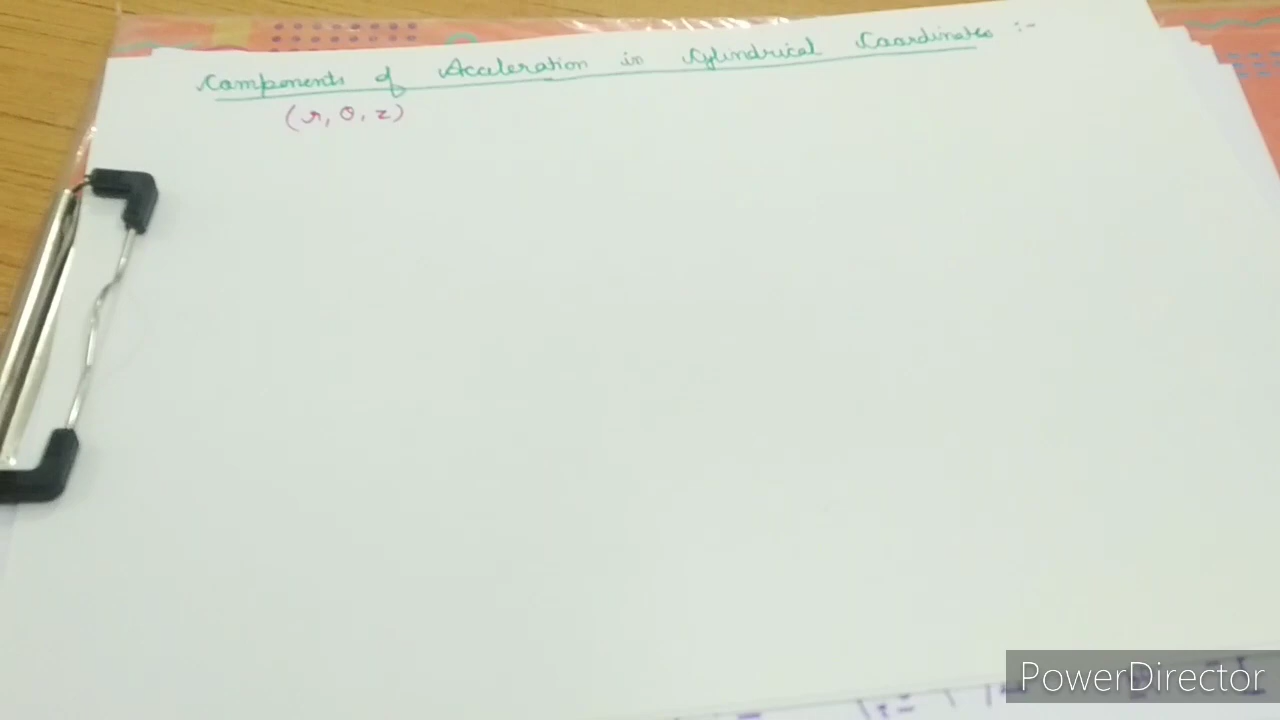 Components of Acceleration in Cylindrical Coordinates :-
(r, θ, z)
PowerDirector